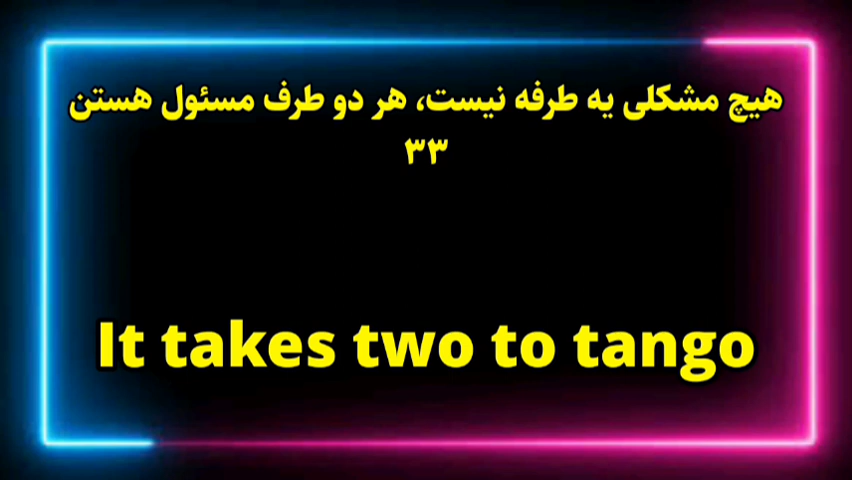 هیچ مشکلی یه طرفه نیست، هر دو طرف مسئول هستن
۳۳
It takes two to tango